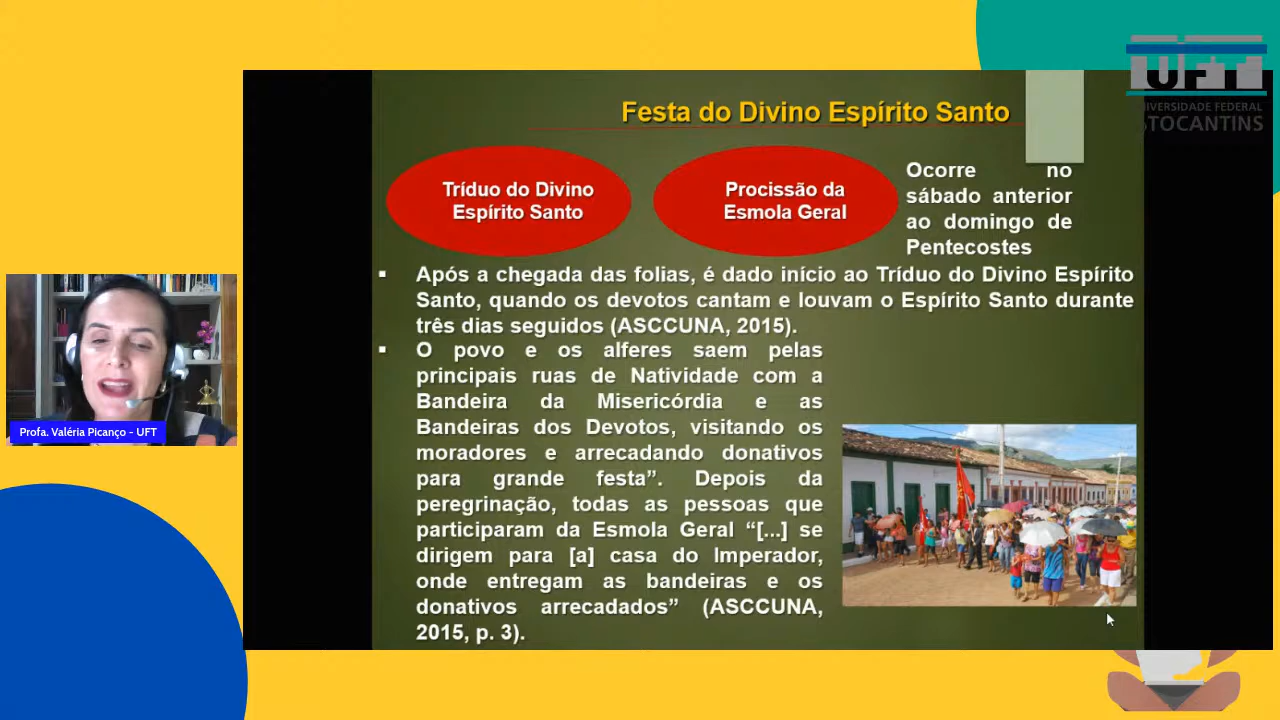 UFT
UNIVERSIDADE FEDERAL
TOCANTINS
Festa do Divino Espírito Santo
Tríduo do Divino
Espírito Santo
Procissão da
Esmola Geral
Ocorre no
sábado anterior
ao domingo de
Pentecostes
▪ Após a chegada das folias, é dado início ao Tríduo do Divino Espírito
Santo, quando os devotos cantam e louvam o Espírito Santo durante
três dias seguidos (ASCCUNA, 2015).
▪ O povo e os alferes saem pelas
principais ruas de Natividade com a
Bandeira da Misericórdia e as
Bandeiras dos Devotos, visitando os
moradores e arrecadando donativos
para grande festa”. Depois da
peregrinação, todas as pessoas que
participaram da Esmola Geral “[...] se
dirigem para [a] casa do Imperador,
onde entregam as bandeiras e os
donativos arrecadados” (ASCCUNA,
2015, p. 3).
Profa. Valéria Picanço - UFT